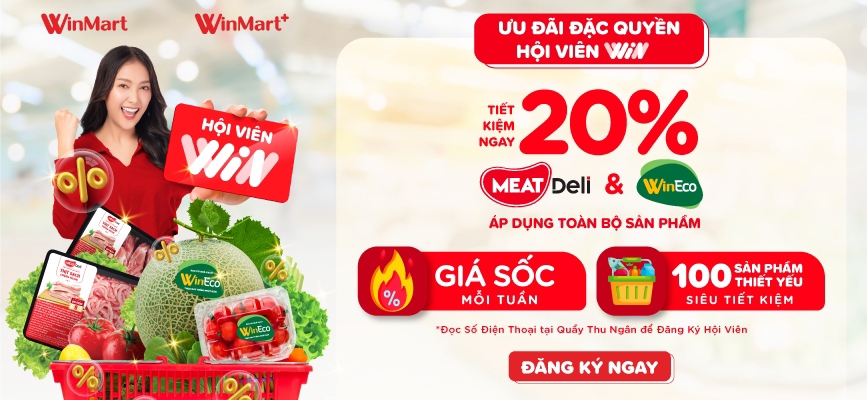 WinMart
WinMart+
ƯU ĐÃI ĐẶC QUYỀN
HỘI VIÊN WiN
TIẾT
KIỆM
NGAY
20%
MEAT Deli & WinEco
ÁP DỤNG TOÀN BỘ SẢN PHẨM
GIÁ SỐC
MỖI TUẦN
100 SẢN PHẨM
THIẾT YẾU
SIÊU TIẾT KIỆM
*Đọc Số Điện Thoại tại Quầy Thu Ngân để Đăng Ký Hội Viên
ĐĂNG KÝ NGAY
HỘI VIÊN
WiN
%
WinEco
WinEco
THỊT SẠCH
%